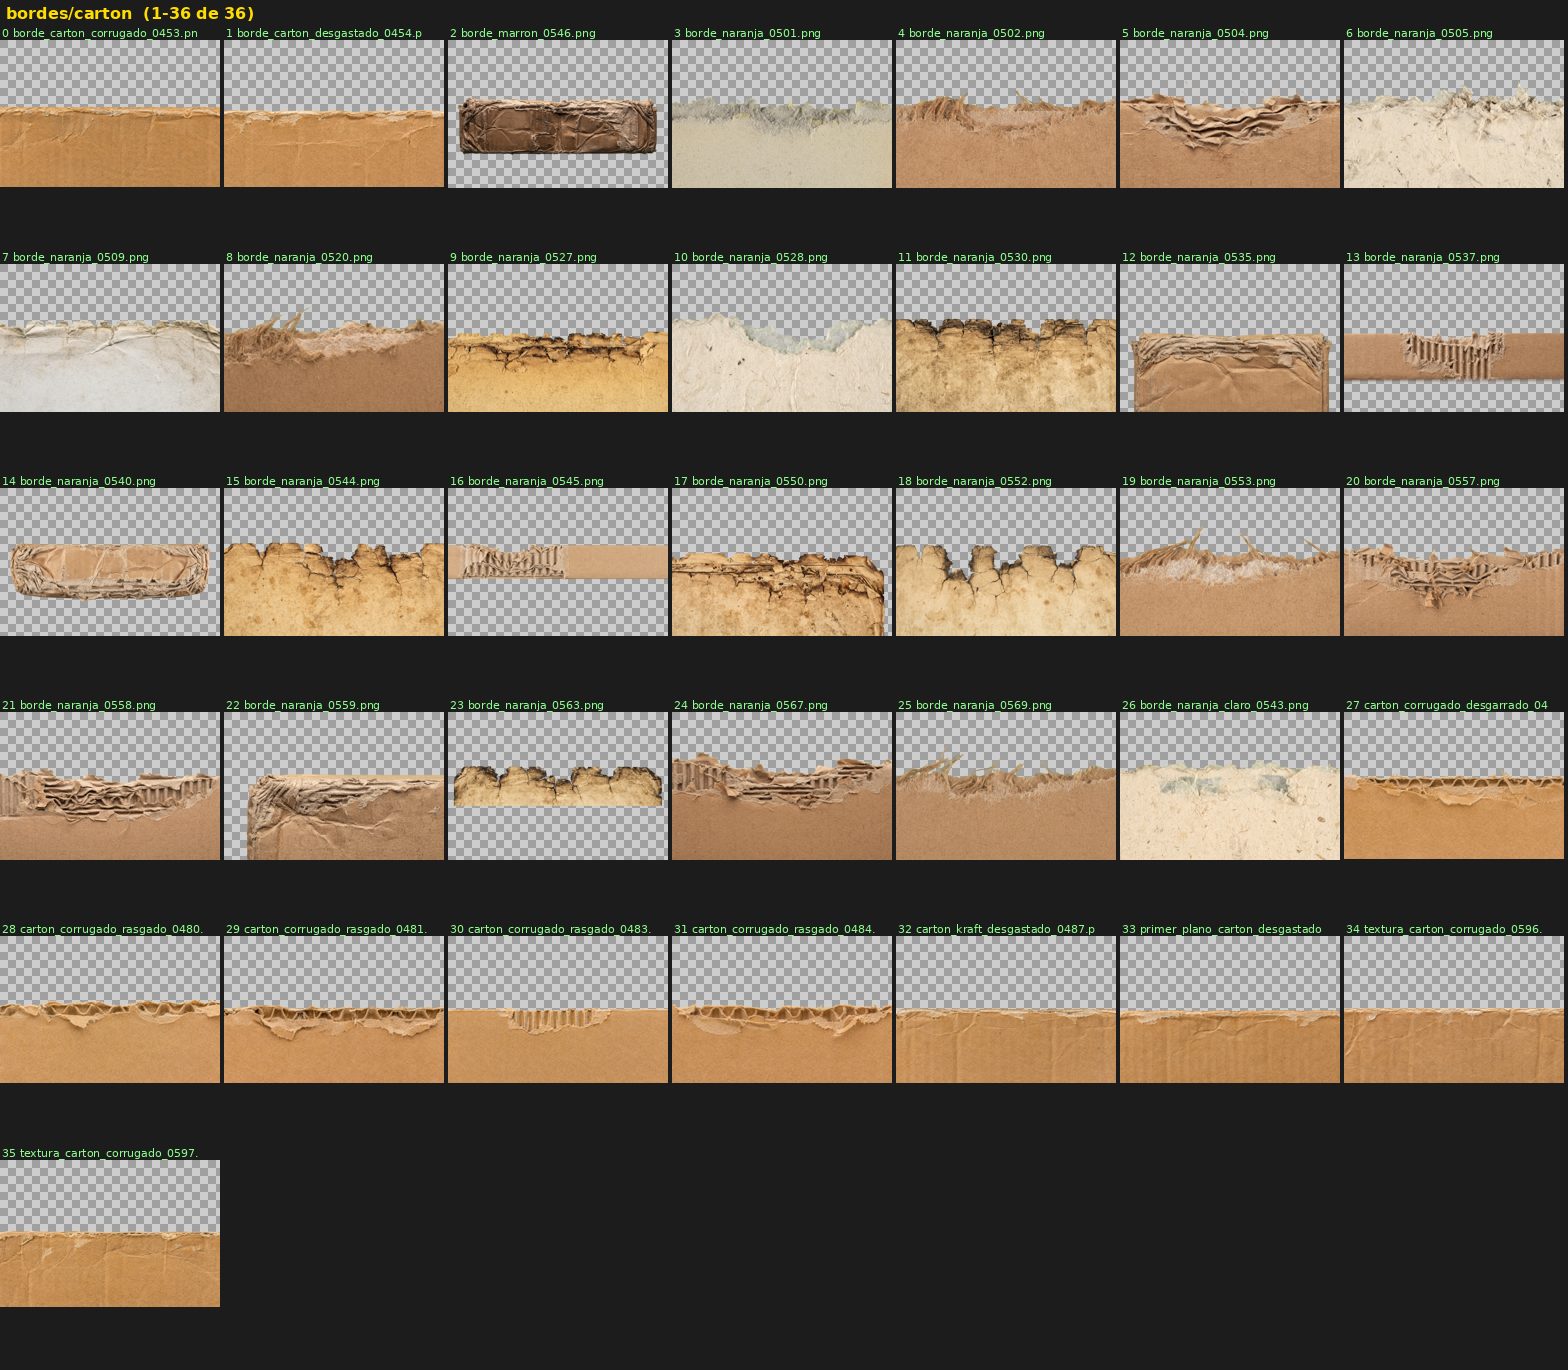 bordes/carton (1-36 de 36)
0 borde_carton_corrugado_0453.pn
1 borde_carton_desgastado_0454.p
2 borde_marron_0546.png
3 borde_naranja_0501.png
4 borde_naranja_0502.png
5 borde_naranja_0504.png
6 borde_naranja_0505.png
7 borde_naranja_0509.png
8 borde_naranja_0520.png
9 borde_naranja_0527.png
10 borde_naranja_0528.png
11 borde_naranja_0530.png
12 borde_naranja_0535.png
13 borde_naranja_0537.png
14 borde_naranja_0540.png
15 borde_naranja_0544.png
16 borde_naranja_0545.png
17 borde_naranja_0550.png
18 borde_naranja_0552.png
19 borde_naranja_0553.png
20 borde_naranja_0557.png
21 borde_naranja_0558.png
22 borde_naranja_0559.png
23 borde_naranja_0563.png
24 borde_naranja_0567.png
25 borde_naranja_0569.png
26 borde_naranja_claro_0543.png
27 carton_corrugado_desgarrado_04
28 carton_corrugado_rasgado_0480.
29 carton_corrugado_rasgado_0481.
30 carton_corrugado_rasgado_0483.
31 carton_corrugado_rasgado_0484.
32 carton_kraft_desgastado_0487.p
33 primer_plano_carton_desgastado
34 textura_carton_corrugado_0596.
35 textura_carton_corrugado_0597.